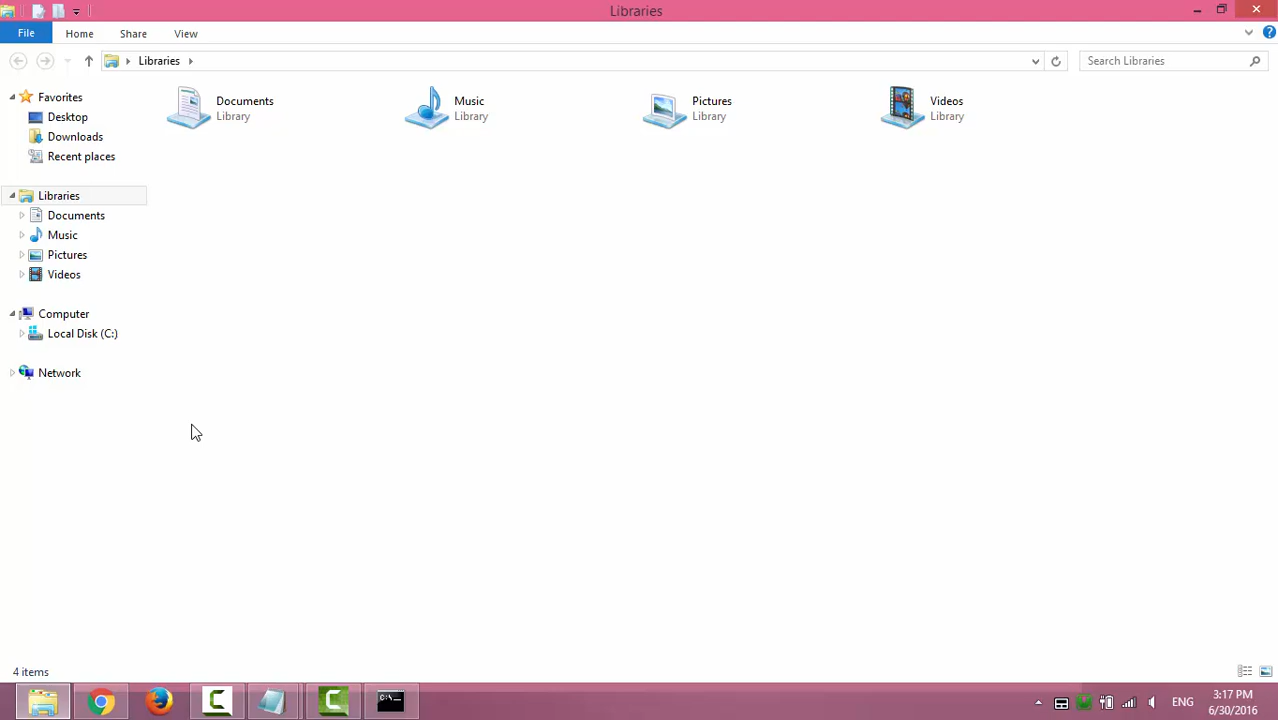 Libraries
File Home Share View
Libraries
Search Libraries
Favorites
Desktop
Downloads
Recent places
Libraries
Documents
Music
Pictures
Videos
Computer
Local Disk (C:)
Network
Documents
Library
Music
Library
Pictures
Library
Videos
Library
4 items
C:\_
ENG
3:17 PM
6/30/2016